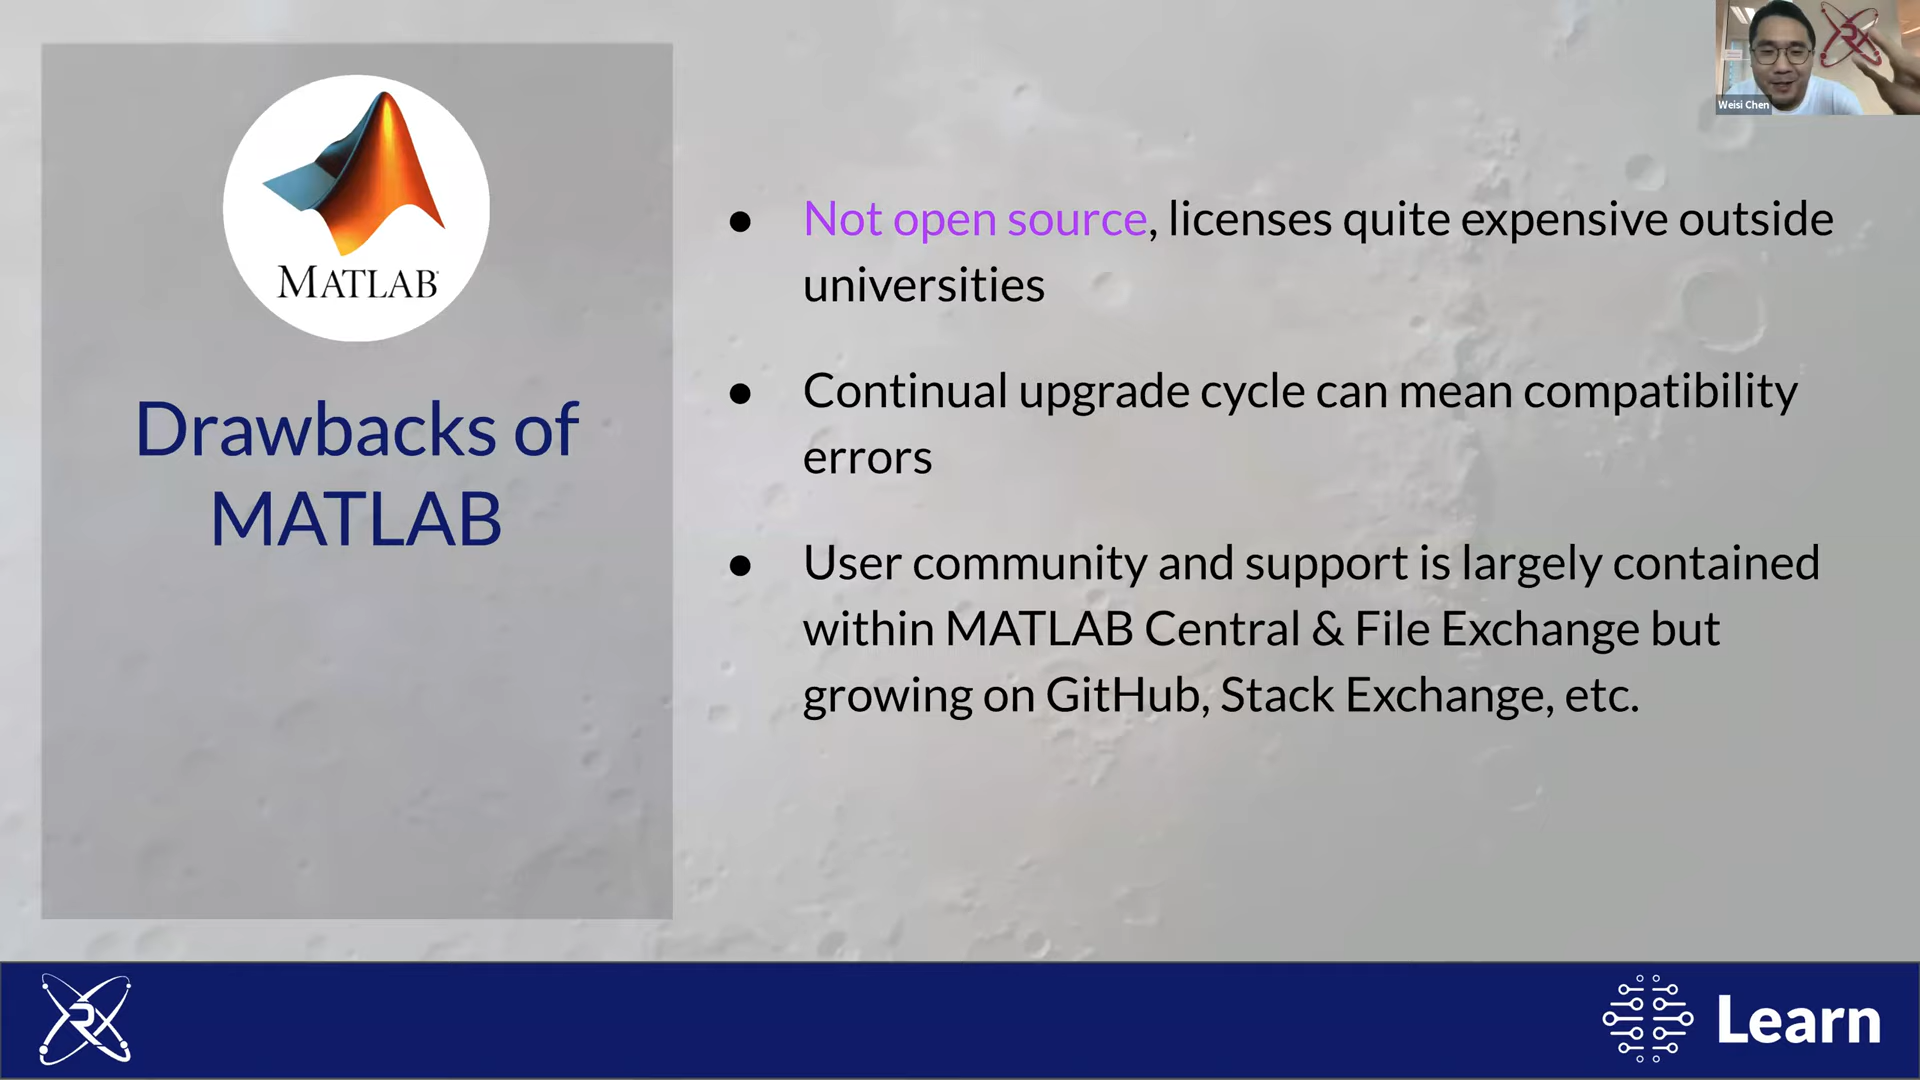 MATLAB
Drawbacks of
MATLAB
● Not open source, licenses quite expensive outside
universities
● Continual upgrade cycle can mean compatibility
errors
● User community and support is largely contained
within MATLAB Central & File Exchange but
growing on GitHub, Stack Exchange, etc.
Weisi Chen
Learn